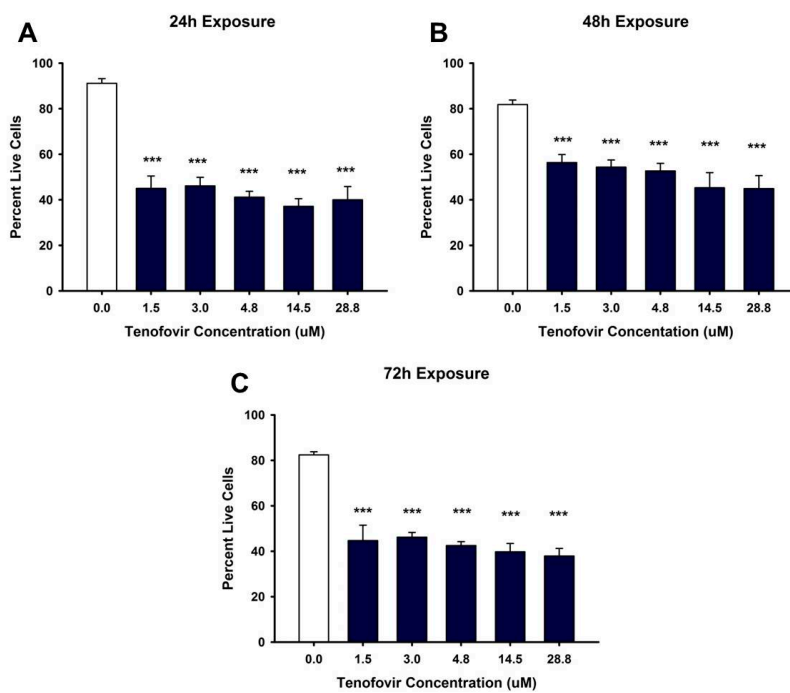 A
24h Exposure
Percent Live Cells
100
80
60
40
20
0
*** *** *** *** ***
0.0 1.5 3.0 4.8 14.5 28.8
Tenofovir Concentration (uM)
B
48h Exposure
Percent Live Cells
100
80
60
40
20
0
*** *** *** *** ***
0.0 1.5 3.0 4.8 14.5 28.8
Tenofovir Concentation (uM)
C
72h Exposure
Percent Live Cells
100
80
60
40
20
0
*** *** *** *** ***
0.0 1.5 3.0 4.8 14.5 28.8
Tenofovir Concentration (uM)